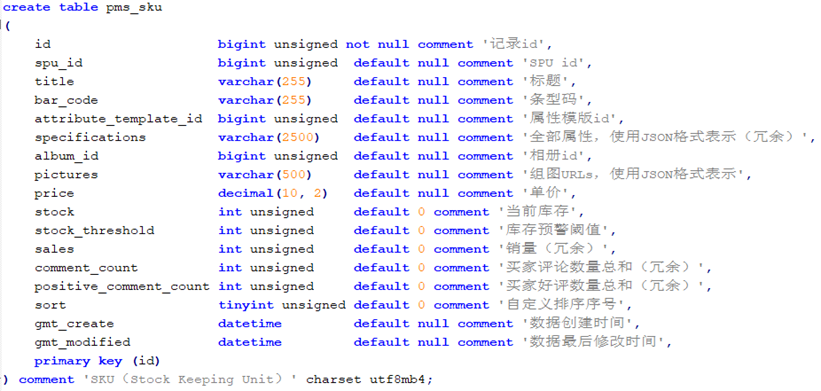 create table pms_sku
(
id bigint unsigned not null comment '记录id',
spu_id bigint unsigned default null comment 'SPU id',
title varchar(255) default null comment '标题',
bar_code varchar(255) default null comment '条型码',
attribute_template_id bigint unsigned default null comment '属性模版id',
specifications varchar(2500) default null comment '全部属性，使用JSON格式表示（冗余）',
album_id bigint unsigned default null comment '相册id',
pictures varchar(500) default null comment '组图URLs，使用JSON格式表示',
price decimal(10, 2) default null comment '单价',
stock int unsigned default 0 comment '当前库存',
stock_threshold int unsigned default 0 comment '库存预警阈值',
sales int unsigned default 0 comment '销量（冗余）',
comment_count int unsigned default 0 comment '买家评论数量总和（冗余）',
positive_comment_count int unsigned default 0 comment '买家好评数量总和（冗余）',
sort tinyint unsigned default 0 comment '自定义排序序号',
gmt_create datetime default null comment '数据创建时间',
gmt_modified datetime default null comment '数据最后修改时间',
primary key (id)
) comment 'SKU（Stock Keeping Unit）' charset utf8mb4;